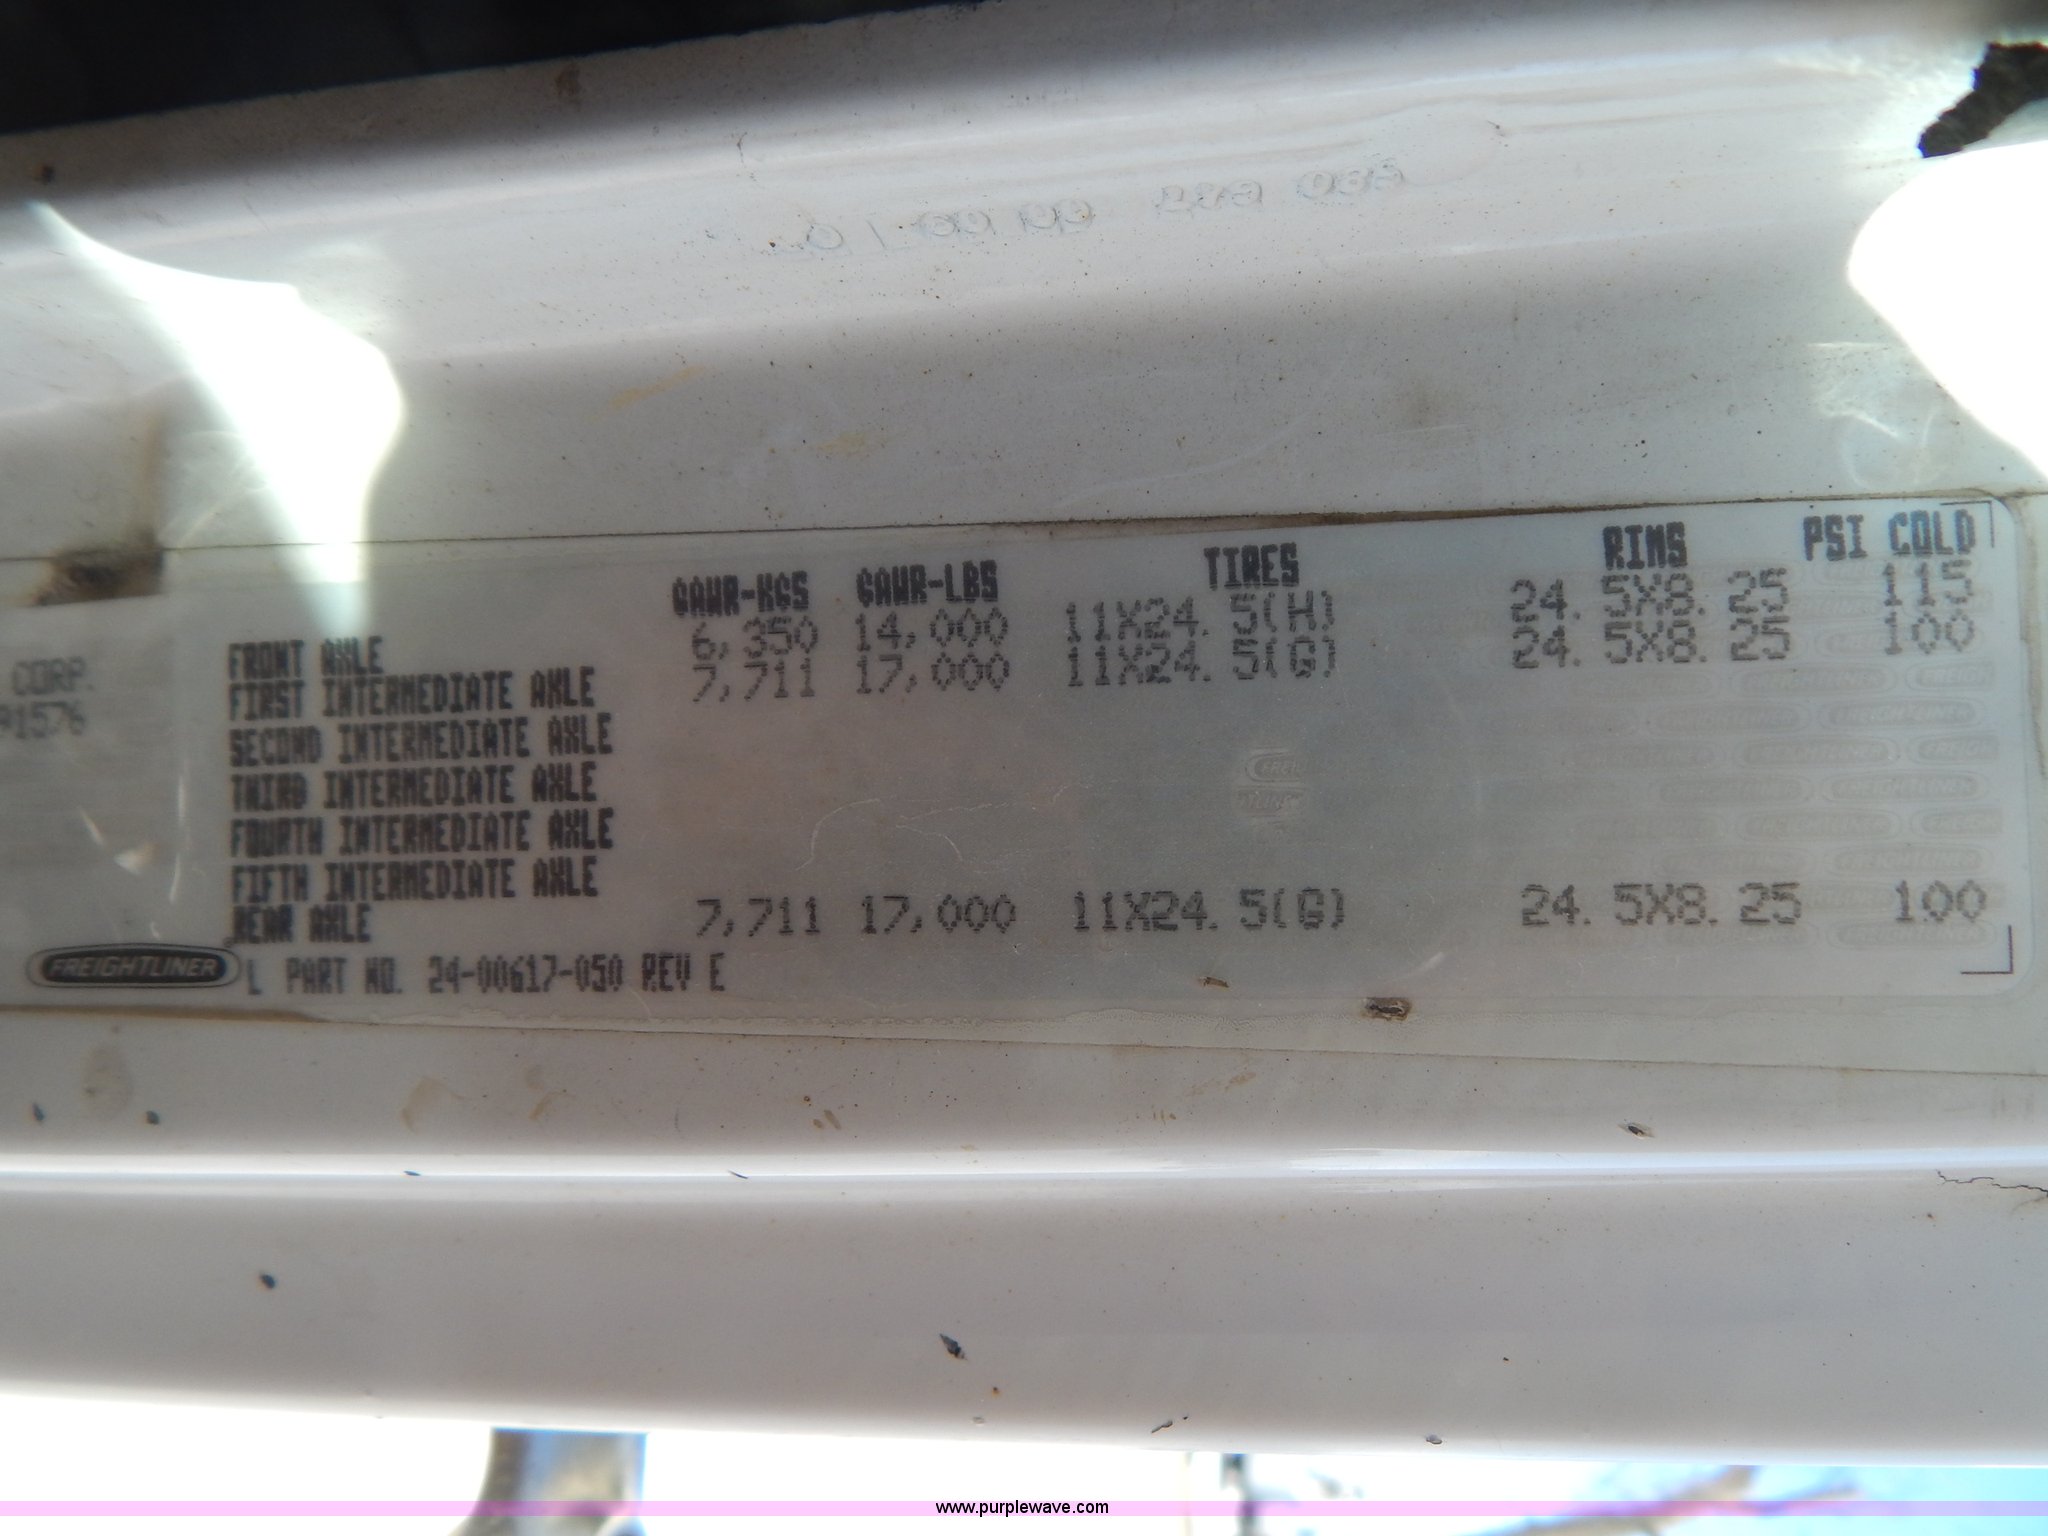 GAWR-KGS GAWR-LBS TIRES RIMS PSI COLD
FRONT AXLE 6,350 14,000 11X24.5(H) 24.5X8.25 115
FIRST INTERMEDIATE AXLE 7,711 17,000 11X24.5(G) 24.5X8.25 100
SECOND INTERMEDIATE AXLE
THIRD INTERMEDIATE AXLE
FOURTH INTERMEDIATE AXLE
FIFTH INTERMEDIATE AXLE
REAR AXLE 7,711 17,000 11X24.5(G) 24.5X8.25 100
CORP.
91576
FREIGHTLINER L PART NO. 24-00617-050 REV E
www.purplewave.com